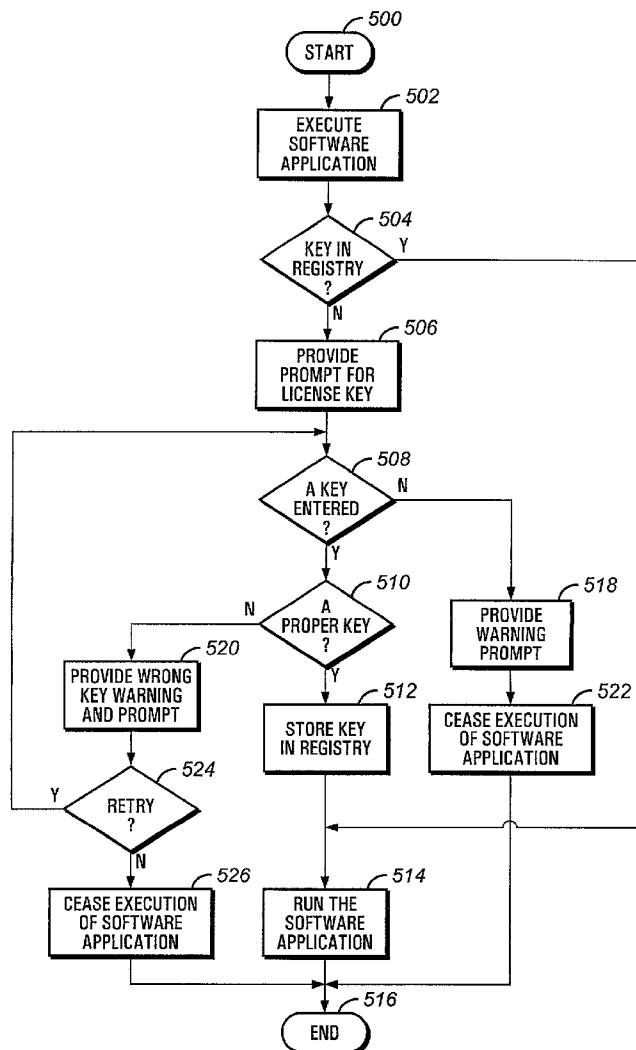 500
START
502
EXECUTE
SOFTWARE
APPLICATION
504
KEY IN
REGISTRY
?
Y
N
506
PROVIDE
PROMPT FOR
LICENSE KEY
508
A KEY
ENTERED
?
N
Y
510
A
PROPER KEY
?
N
Y
518
PROVIDE
WARNING
PROMPT
520
PROVIDE WRONG
KEY WARNING
AND PROMPT
512
STORE KEY
IN REGISTRY
522
CEASE EXECUTION
OF SOFTWARE
APPLICATION
524
RETRY
?
Y
N
526
CEASE EXECUTION
OF SOFTWARE
APPLICATION
514
RUN THE
SOFTWARE
APPLICATION
516
END